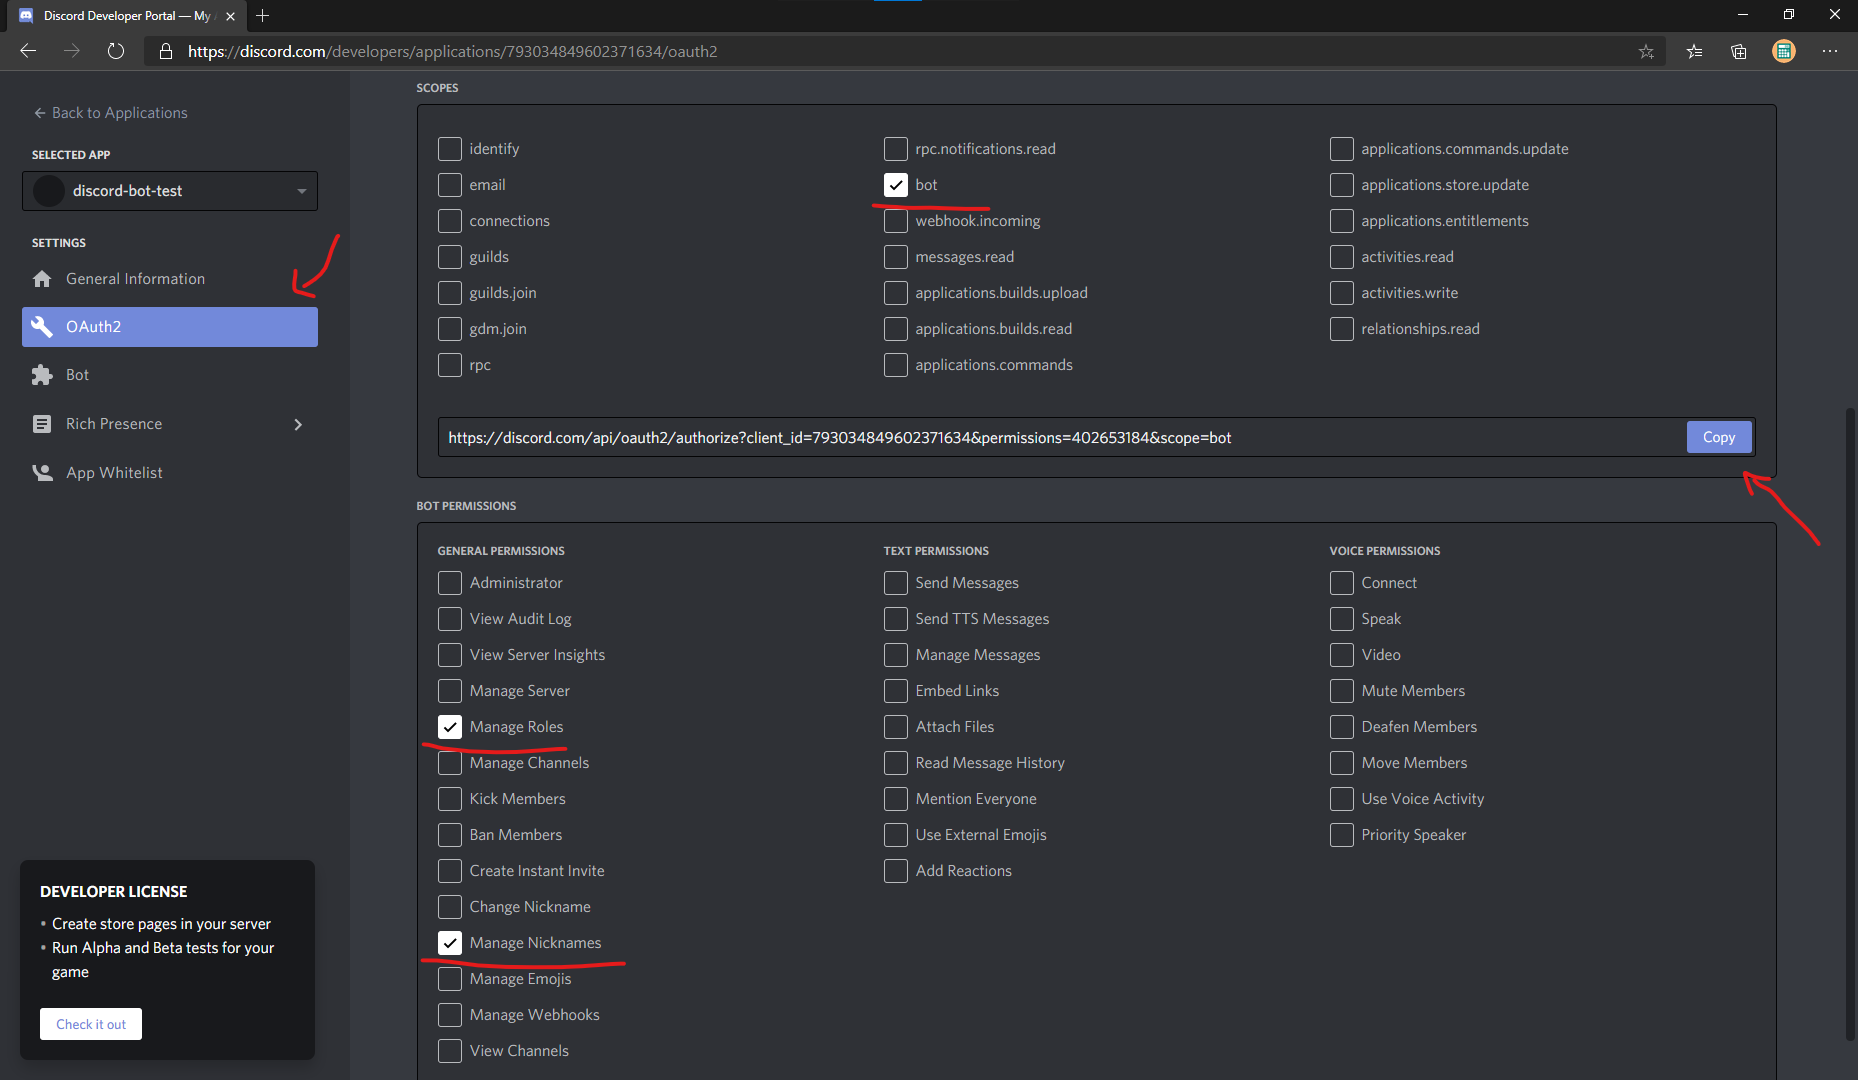 Discord Developer Portal — My A
https://discord.com/developers/applications/793034849602371634/oauth2
Back to Applications
SELECTED APP
discord-bot-test
SETTINGS
General Information
OAuth2
Bot
Rich Presence
App Whitelist
DEVELOPER LICENSE
• Create store pages in your server
• Run Alpha and Beta tests for your
game
Check it out
SCOPES
identify
email
connections
guilds
guilds.join
gdm.join
rpc
rpc.notifications.read
bot
webhook.incoming
messages.read
applications.builds.upload
applications.builds.read
applications.commands
applications.commands.update
applications.store.update
applications.entitlements
activities.read
activities.write
relationships.read
https://discord.com/api/oauth2/authorize?client_id=793034849602371634&permissions=402653184&scope=bot
Copy
BOT PERMISSIONS
GENERAL PERMISSIONS
Administrator
View Audit Log
View Server Insights
Manage Server
Manage Roles
Manage Channels
Kick Members
Ban Members
Create Instant Invite
Change Nickname
Manage Nicknames
Manage Emojis
Manage Webhooks
View Channels
TEXT PERMISSIONS
Send Messages
Send TTS Messages
Manage Messages
Embed Links
Attach Files
Read Message History
Mention Everyone
Use External Emojis
Add Reactions
VOICE PERMISSIONS
Connect
Speak
Video
Mute Members
Deafen Members
Move Members
Use Voice Activity
Priority Speaker